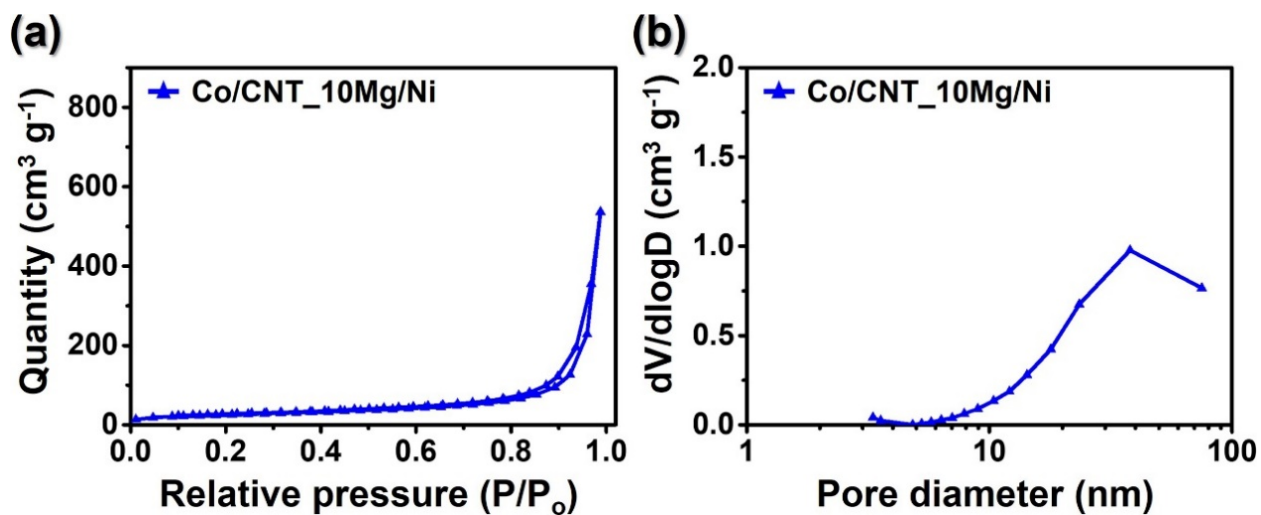 (a)
Co/CNT_10Mg/Ni
Quantity (cm³ g⁻¹)
800
600
400
200
0
0.0 0.2 0.4 0.6 0.8 1.0
Relative pressure (P/Pₒ)
(b)
Co/CNT_10Mg/Ni
dV/dlogD (cm³ g⁻¹)
2.0
1.5
1.0
0.5
0.0
1 10 100
Pore diameter (nm)